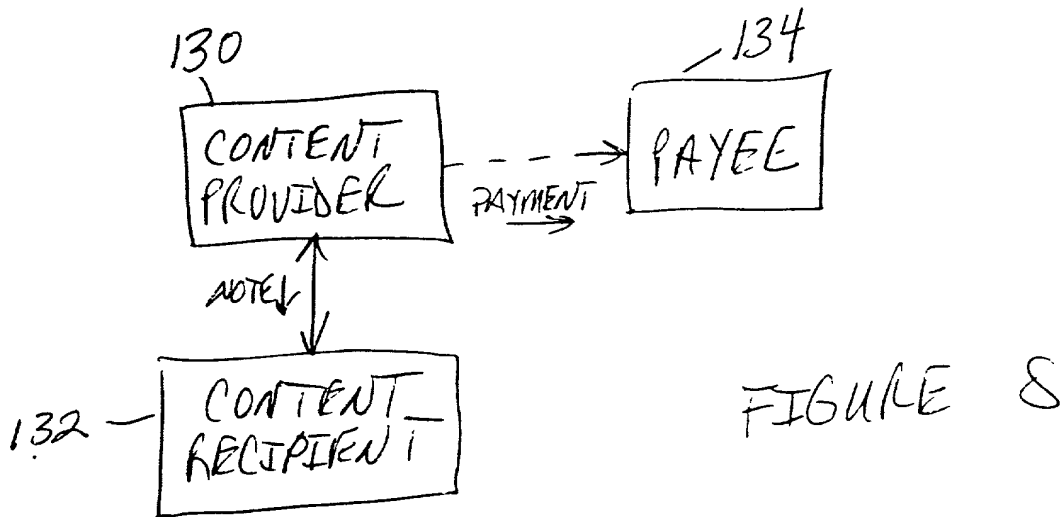 130
134
CONTENT
PROVIDER
PAYEE
PAYMENT
NOTE
132
CONTENT
RECIPIENT
FIGURE 8